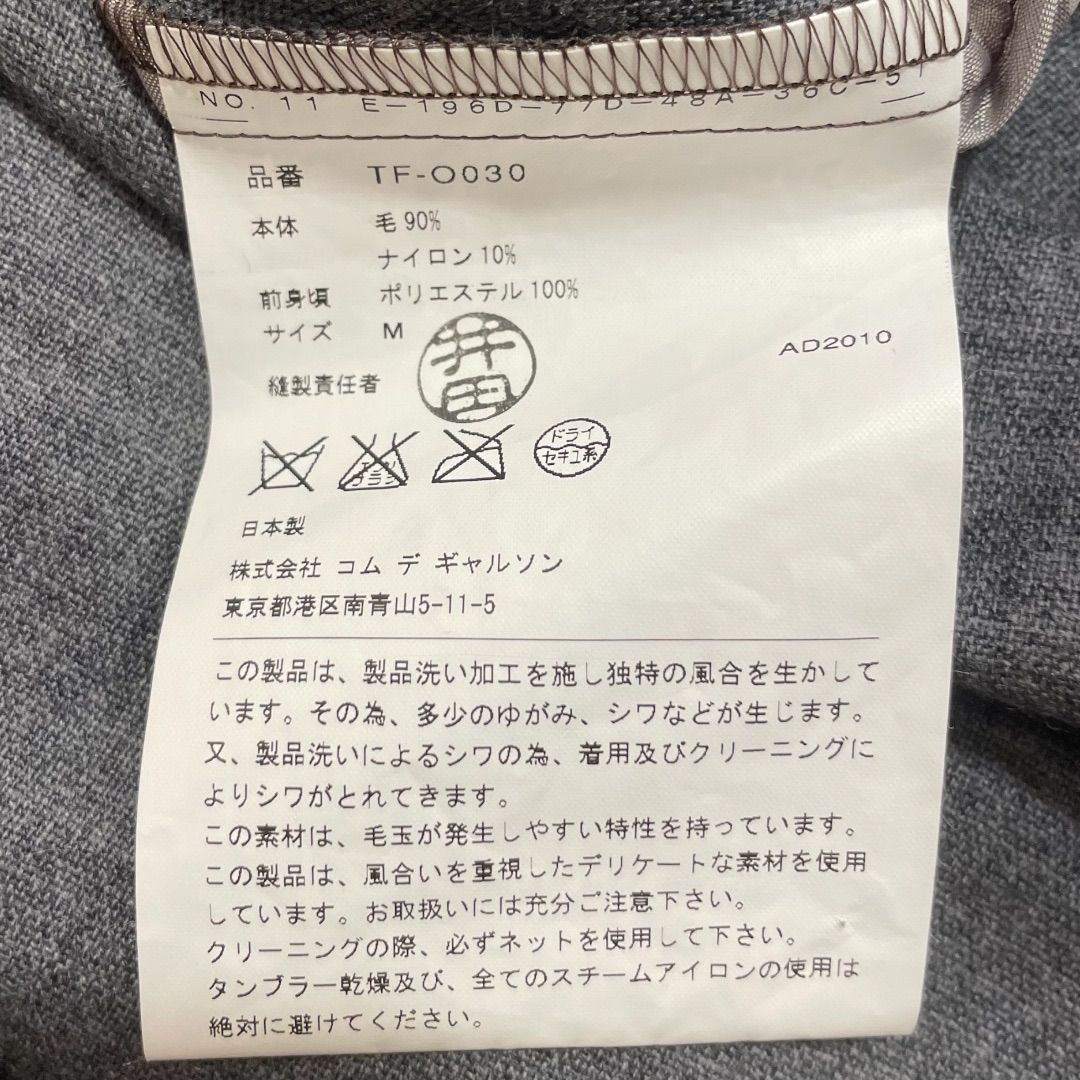 NO. 11 E-196D-77D-48A-36C-5
品番 TF-O030
本体 毛 90%
ナイロン 10%
前身頃 ポリエステル 100%
サイズ M
AD2010
縫製責任者 井田
エンソ サラシ
ドライ
セキユ系
日本製
株式会社 コム デ ギャルソン
東京都港区南青山5-11-5
この製品は、製品洗い加工を施し独特の風合を生かして
います。その為、多少のゆがみ、シワなどが生じます。
又、製品洗いによるシワの為、着用及びクリーニングに
よりシワがとれてきます。
この素材は、毛玉が発生しやすい特性を持っています。
この製品は、風合いを重視したデリケートな素材を使用
しています。お取扱いには充分ご注意下さい。
クリーニングの際、必ずネットを使用して下さい。
タンブラー乾燥及び、全てのスチームアイロンの使用は
絶対に避けてください。